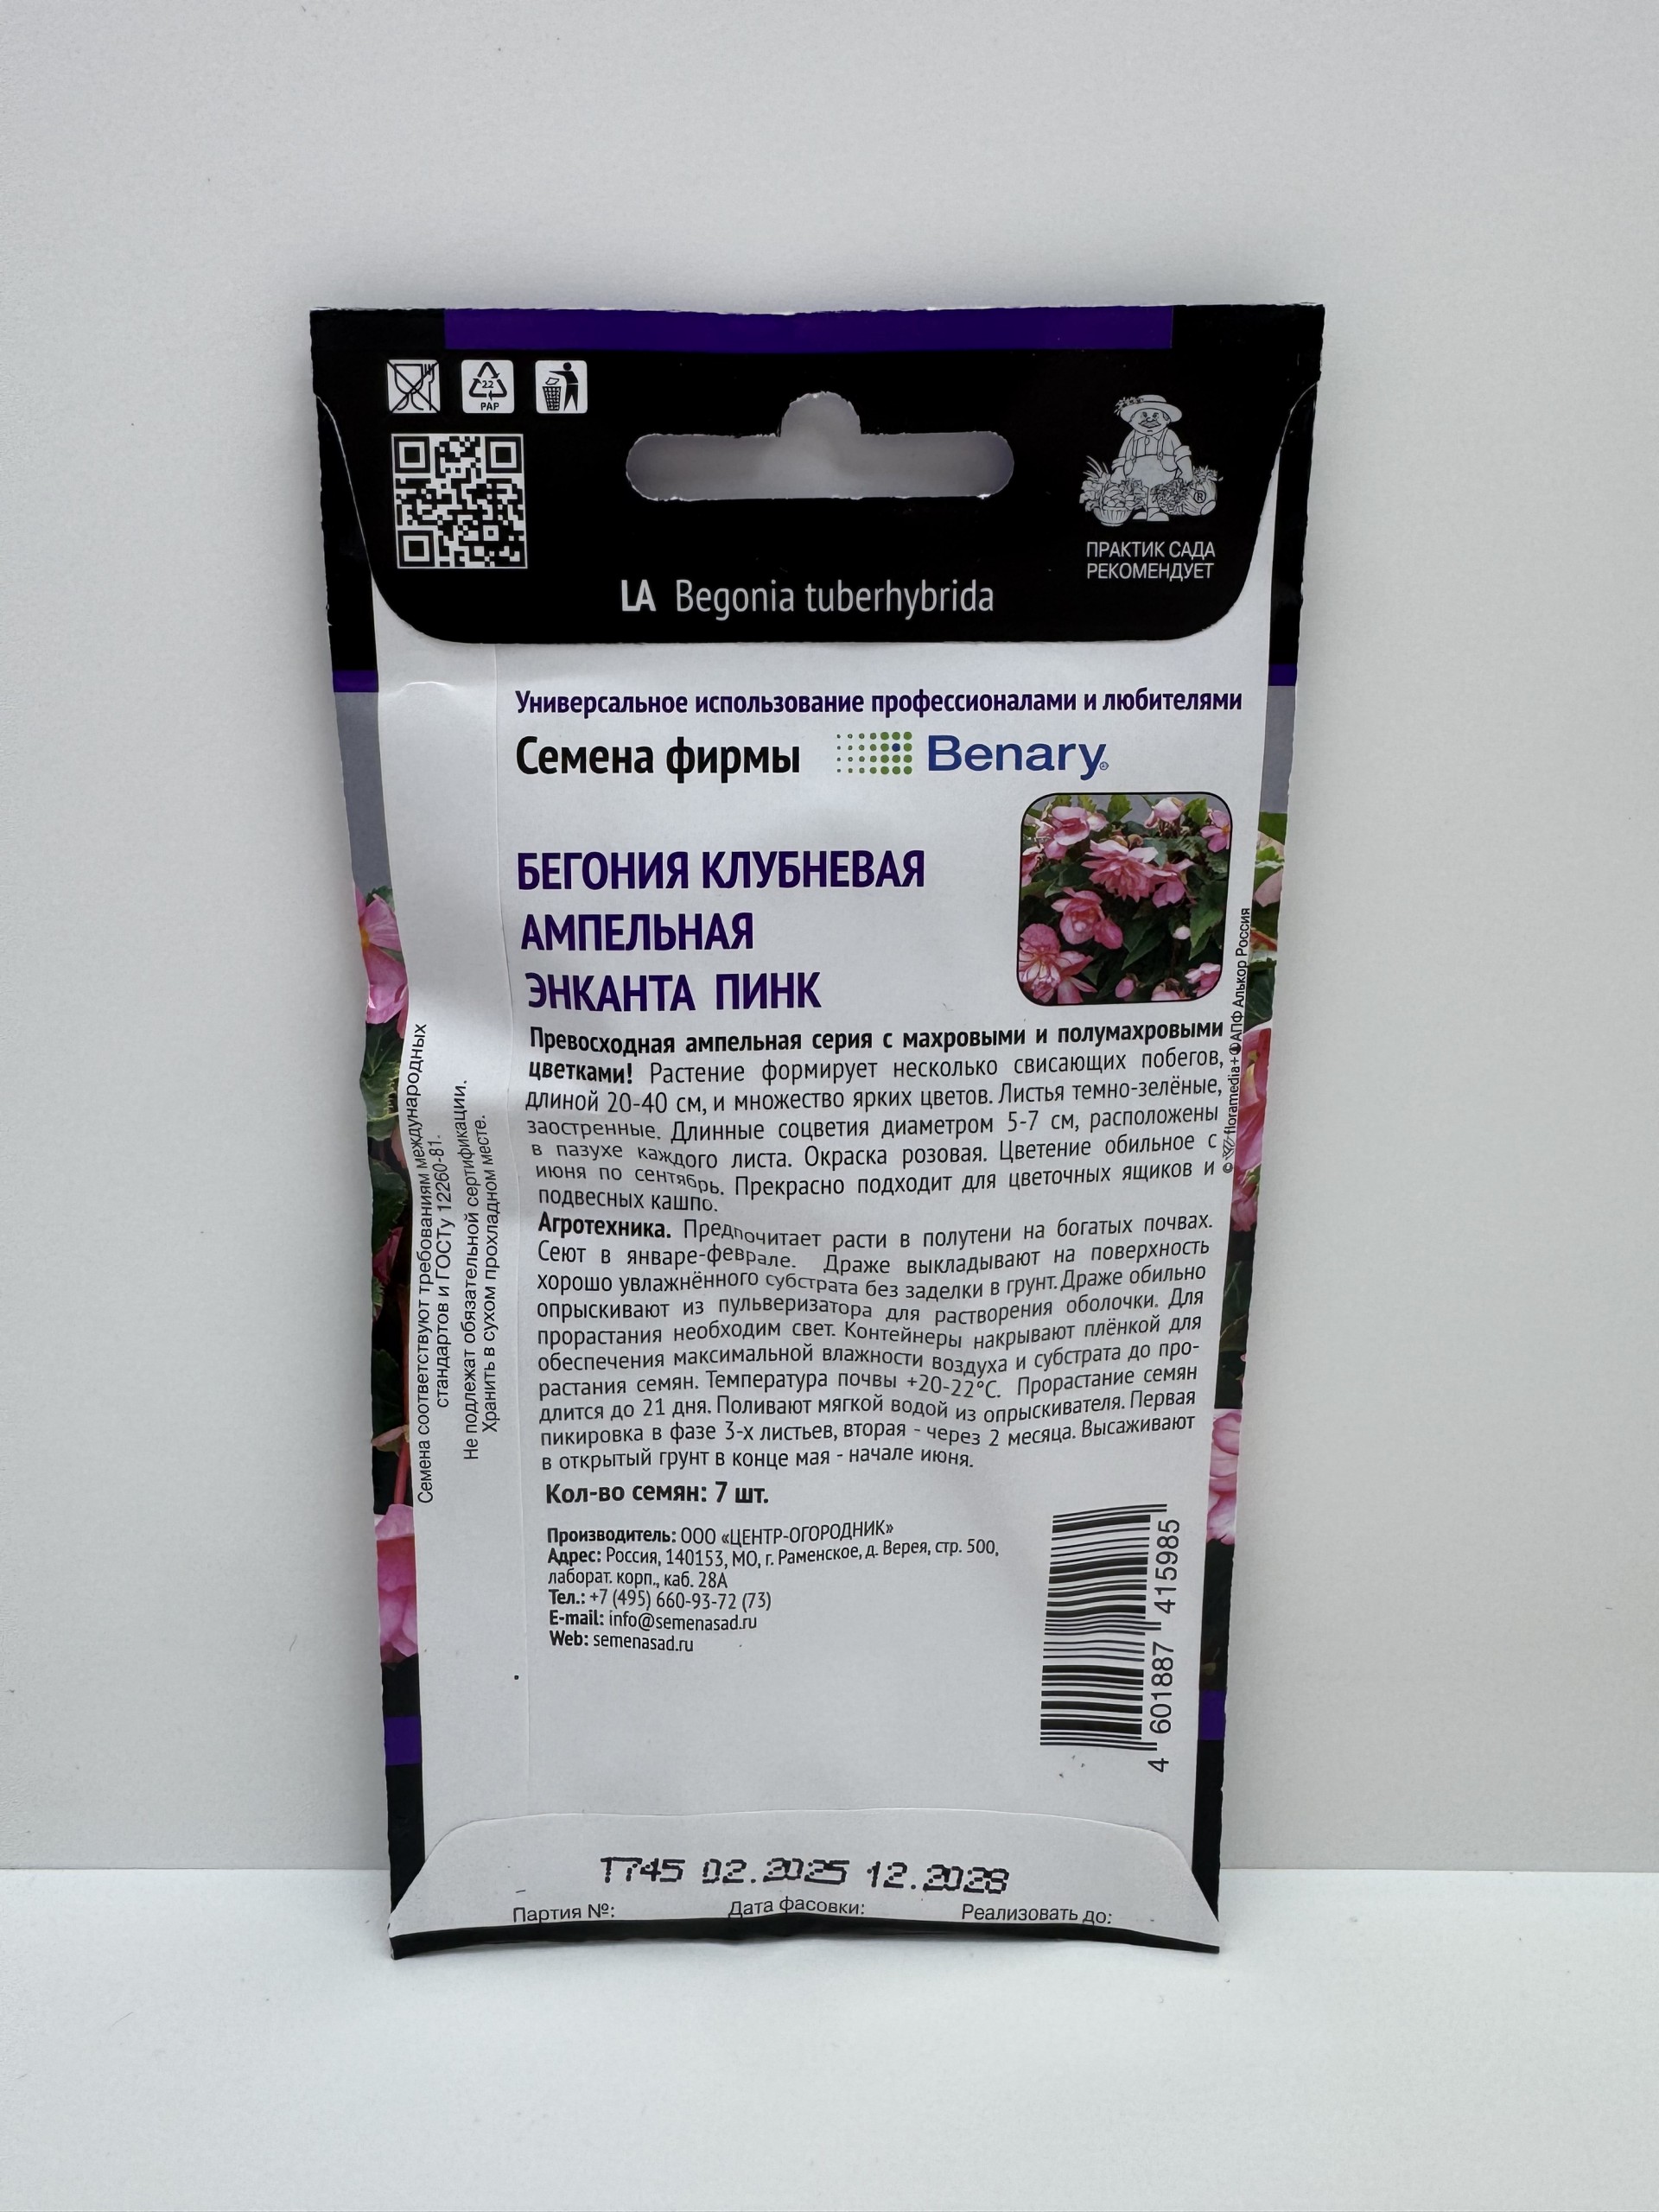 22
PAP
®
ПРАКТИК САДА
РЕКОМЕНДУЕТ
LA Begonia tuberhybrida
Универсальное использование профессионалами и любителями
Семена фирмы Benary®
БЕГОНИЯ КЛУБНЕВАЯ
АМПЕЛЬНАЯ
ЭНКАНТА ПИНК
Превосходная ампельная серия с махровыми и полумахровыми
цветками! Растение формирует несколько свисающих побегов,
длиной 20-40 см, и множество ярких цветов. Листья темно-зелёные,
заостренные. Длинные соцветия диаметром 5-7 см, расположены
в пазухе каждого листа. Окраска розовая. Цветение обильное с
июня по сентябрь. Прекрасно подходит для цветочных ящиков и
подвесных кашпо.
Агротехника. Предпочитает расти в полутени на богатых почвах.
Сеют в январе-феврале. Драже выкладывают на поверхность
хорошо увлажнённого субстрата без заделки в грунт. Драже обильно
опрыскивают из пульверизатора для растворения оболочки. Для
прорастания необходим свет. Контейнеры накрывают плёнкой для
обеспечения максимальной влажности воздуха и субстрата до про-
растания семян. Температура почвы +20-22°С. Прорастание семян
длится до 21 дня. Поливают мягкой водой из опрыскивателя. Первая
пикировка в фазе 3-х листьев, вторая - через 2 месяца. Высаживают
в открытый грунт в конце мая - начале июня.
Кол-во семян: 7 шт.
Производитель: ООО «ЦЕНТР-ОГОРОДНИК»
Адрес: Россия, 140153, МО, г. Раменское, д. Верея, стр. 500,
лаборат. корп., каб. 28А
Тел.: +7 (495) 660-93-72 (73)
E-mail: info@semenasad.ru
Web: semenasad.ru
4 601887 415985
© floramedia+©АПФ Алькор Россия
Семена соответствуют требованиям международных
стандартов и ГОСТу 12260-81.
Не подлежат обязательной сертификации.
Хранить в сухом прохладном месте.
Т745 02.2025 12.2028
Партия №: Дата фасовки: Реализовать до: